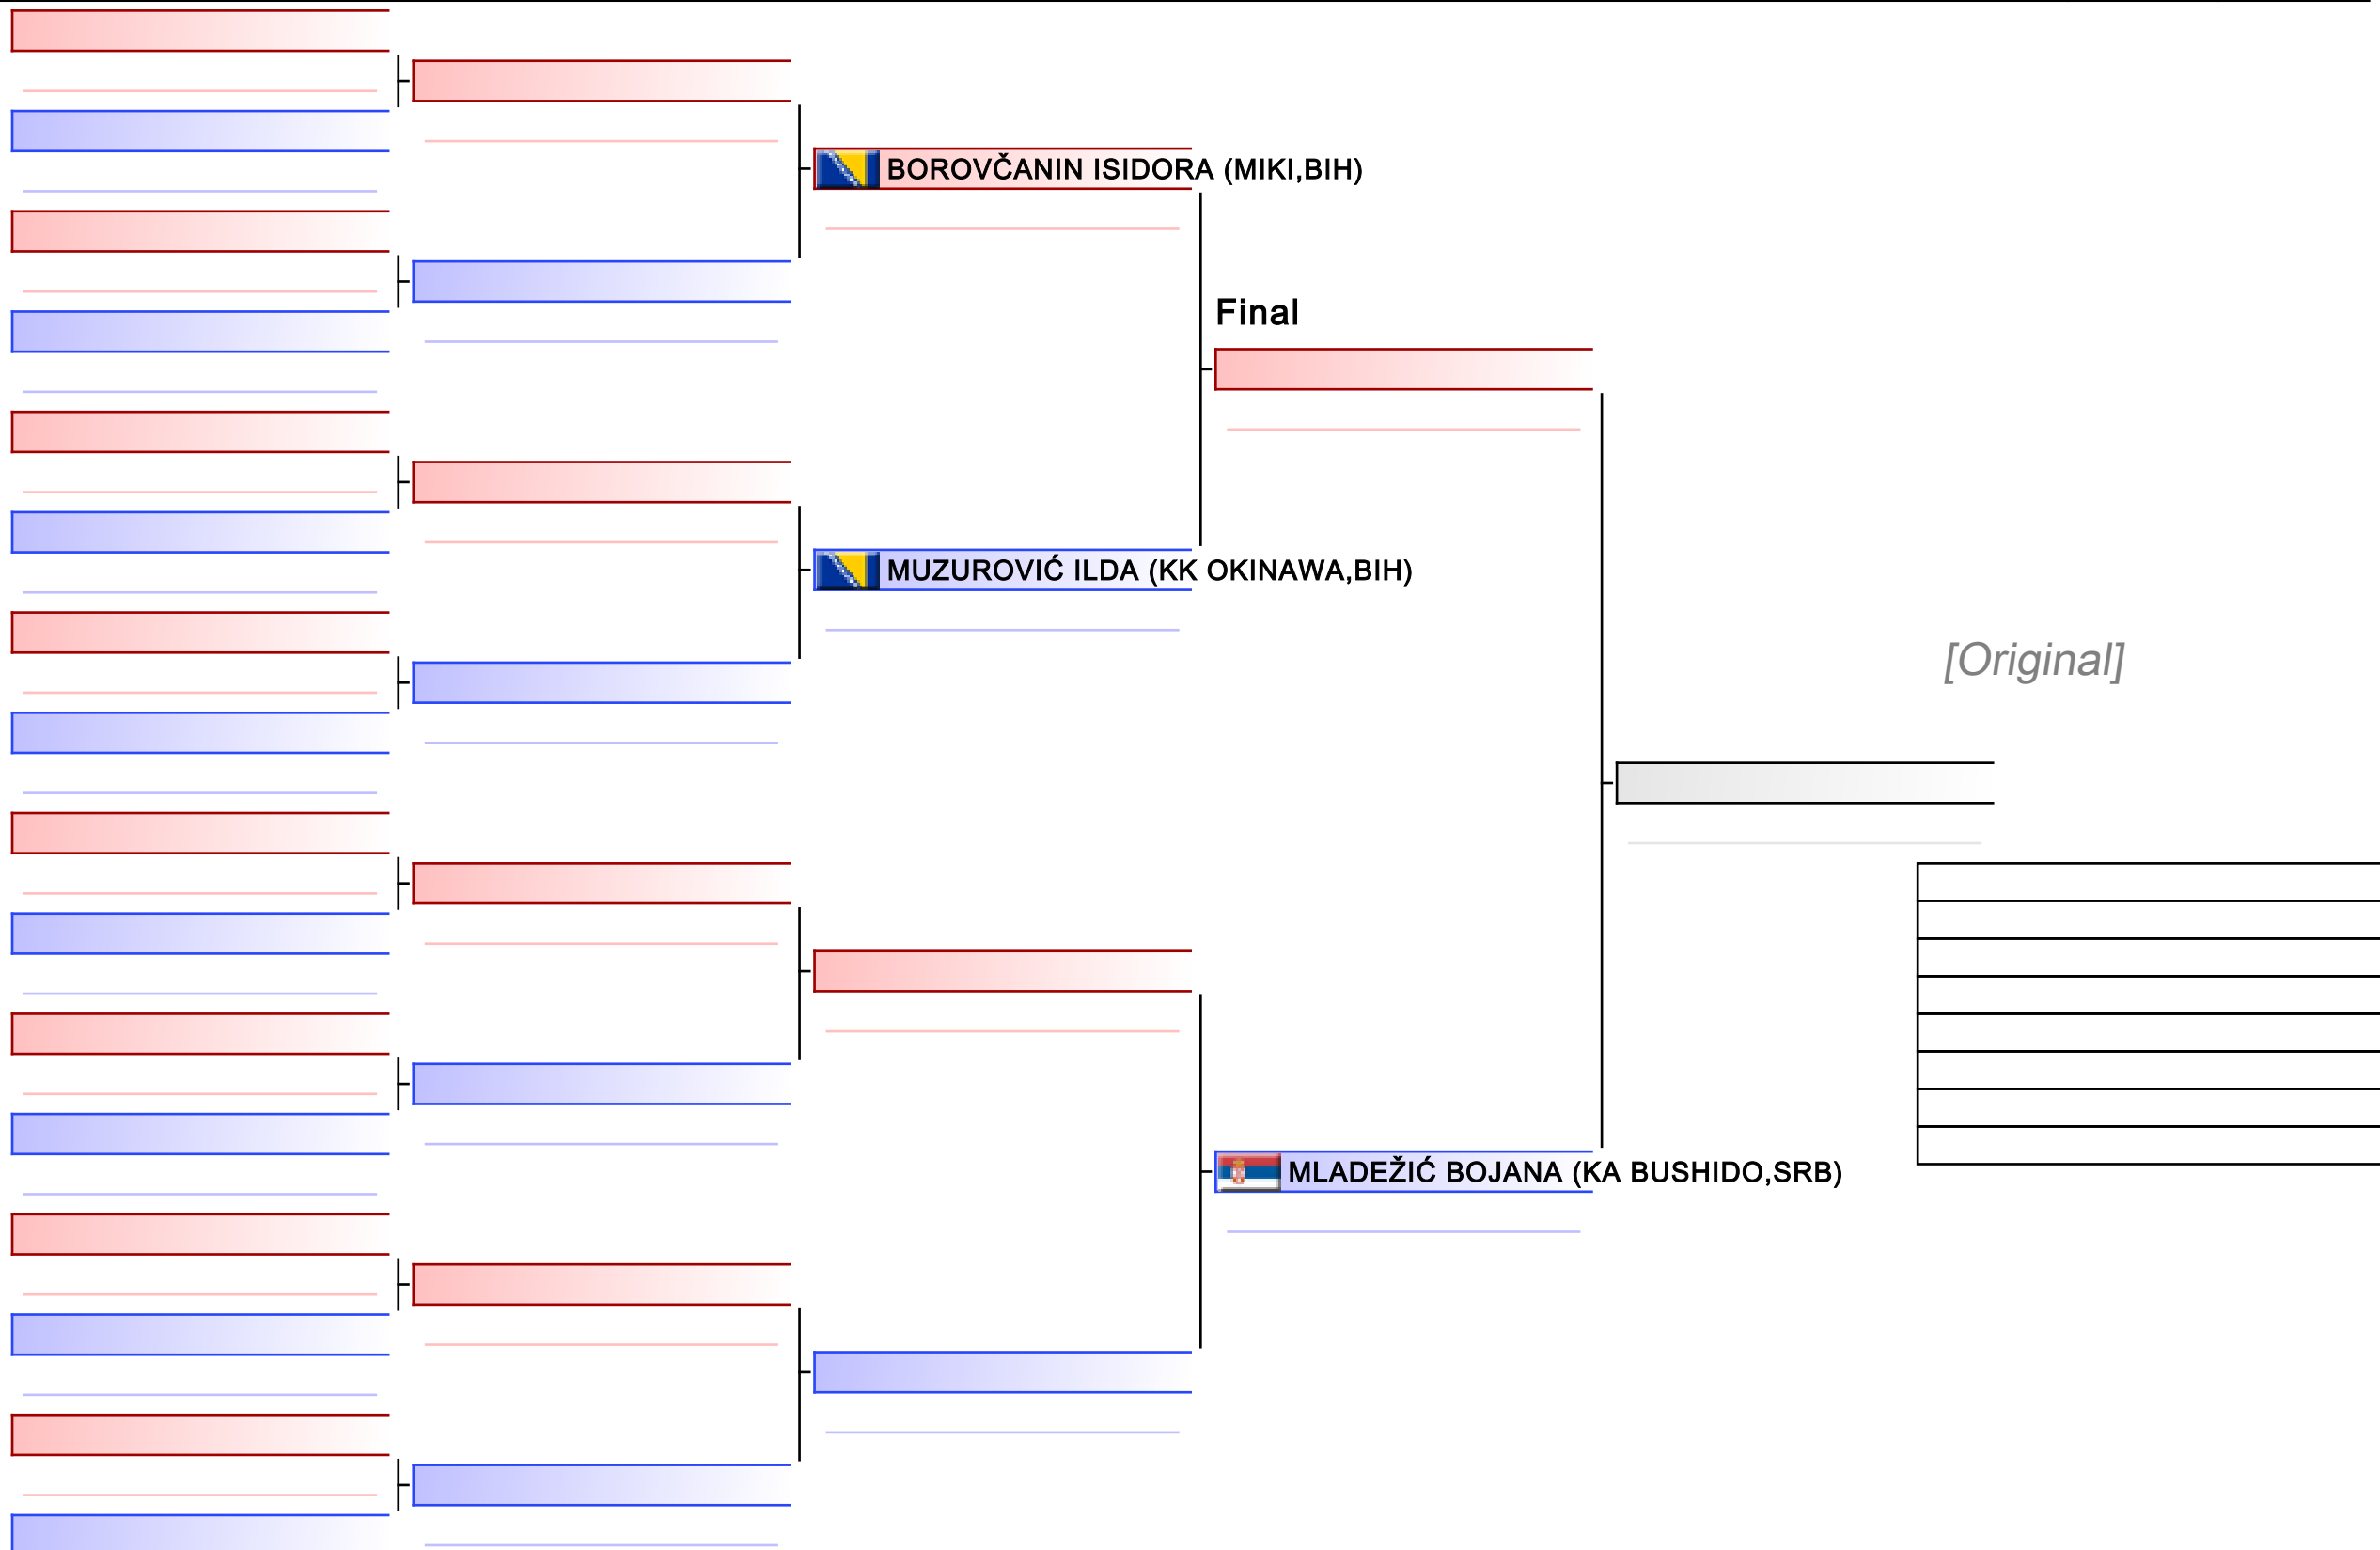 BOROVČANIN ISIDORA (MIKI,BIH)
Final
MUZUROVIĆ ILDA (KK OKINAWA,BIH)
[Original]
MLADEŽIĆ BOJANA (KA BUSHIDO,SRB)